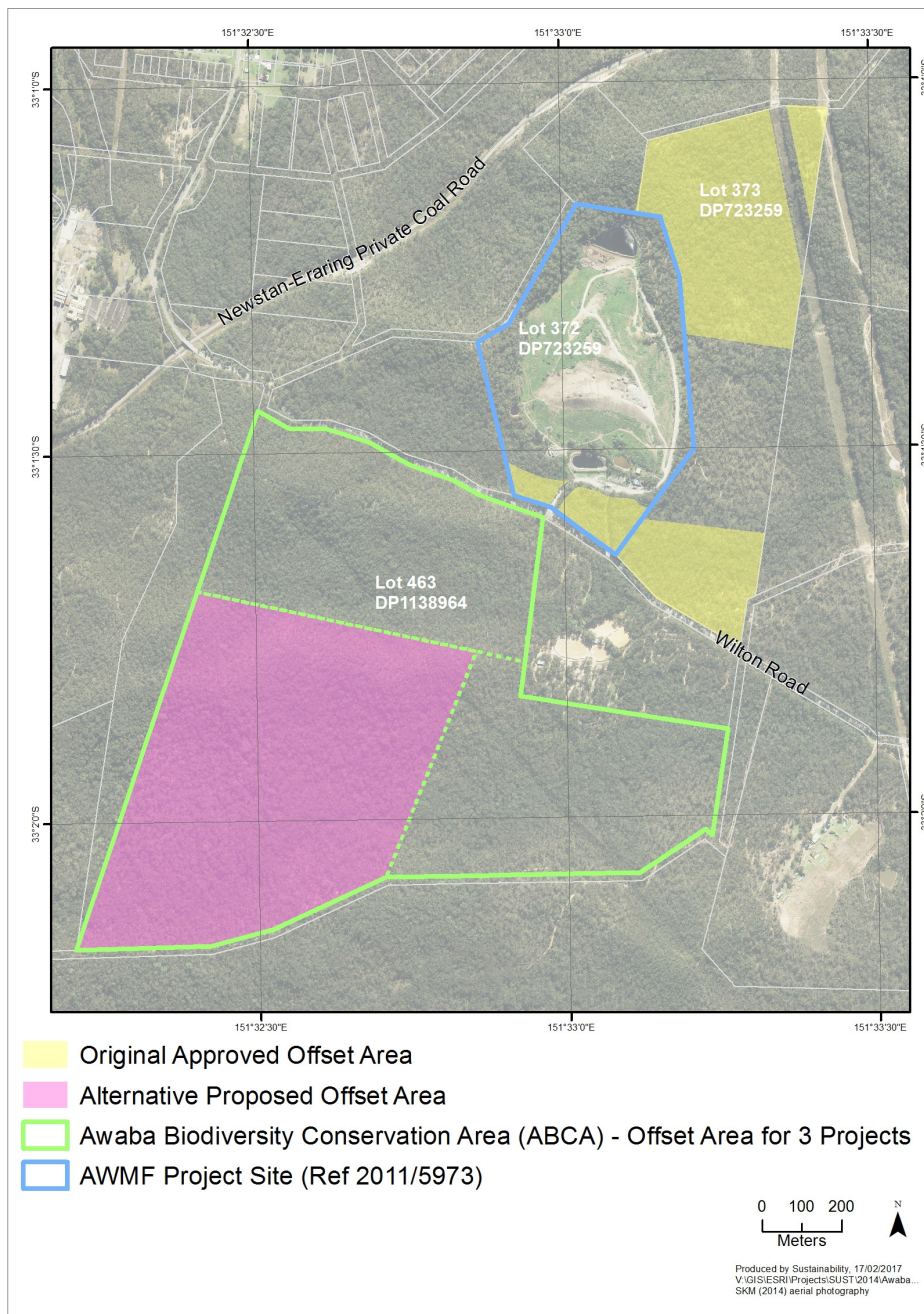 151°32'30"E
151°33'0"E
151°33'30"E
33°1'0"S
Lot 373
DP723259
Newstan-Eraring Private Coal Road
Lot 372
DP723259
33°1'30"S
Lot 463
DP1138964
Wilton Road
33°2'0"S
151°32'30"E
151°33'0"E
151°33'30"E
Original Approved Offset Area
Alternative Proposed Offset Area
Awaba Biodiversity Conservation Area (ABCA) - Offset Area for 3 Projects
AWMF Project Site (Ref 2011/5973)
0 100 200
Meters
N
Produced by Sustainability, 17/02/2017
V:\GIS\ESRI\Projects\SUST\2014\Awaba...
SKM (2014) aerial photography